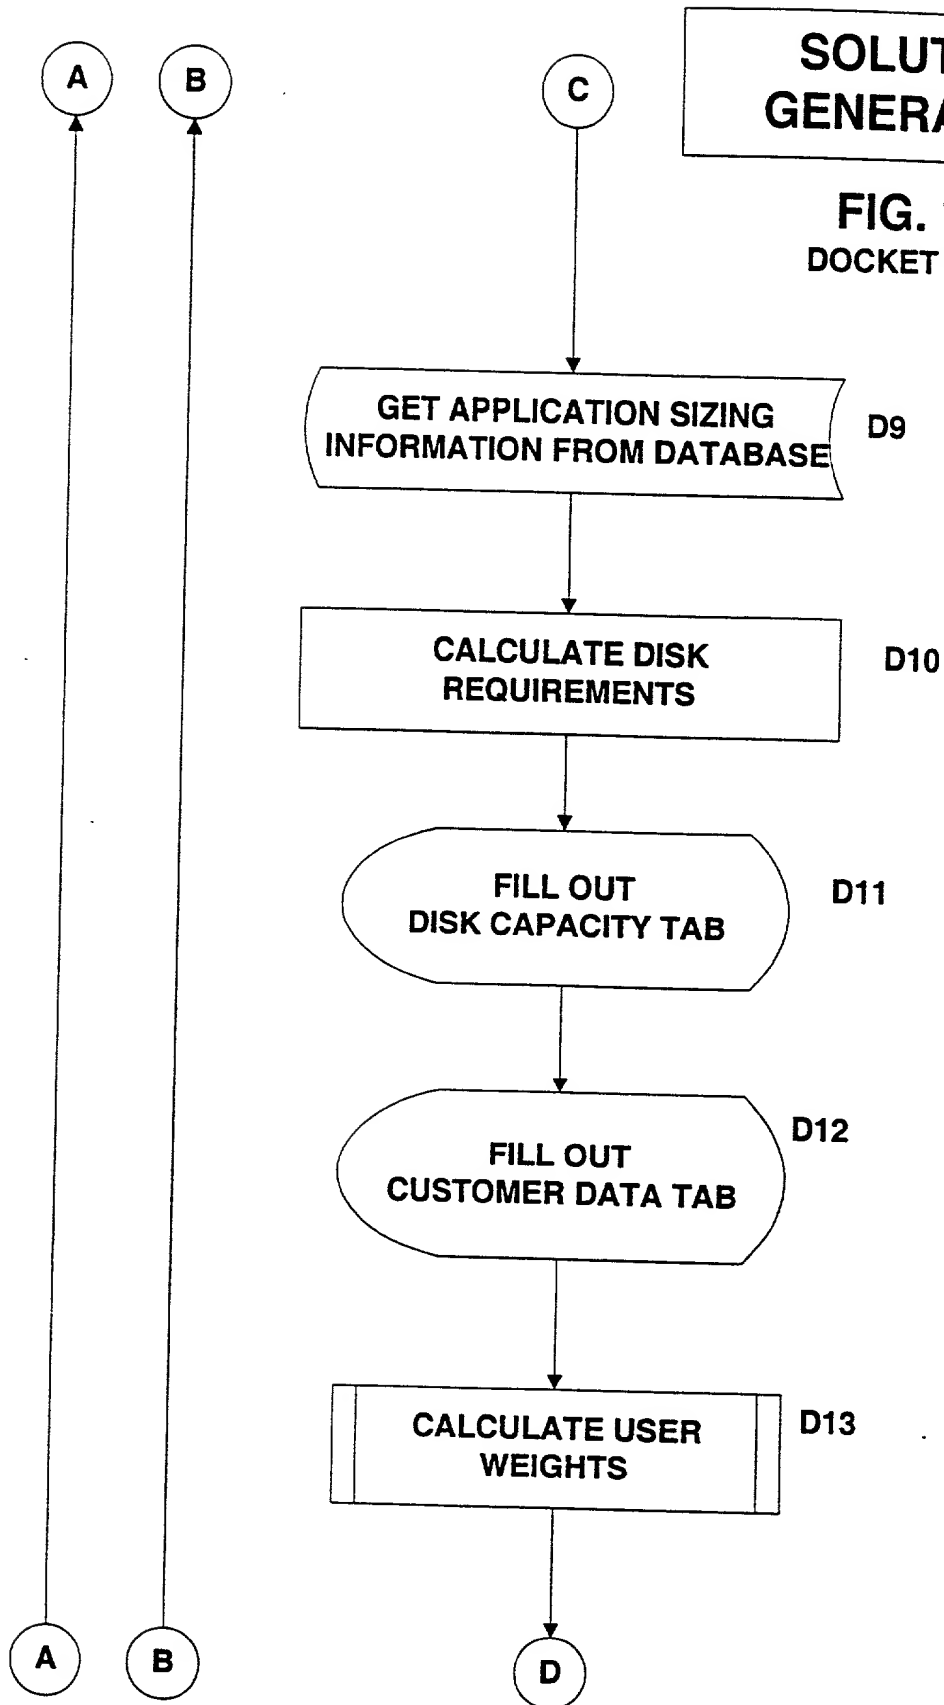 A
B
C
SOLUT
GENERA
FIG.
DOCKET
GET APPLICATION SIZING
INFORMATION FROM DATABASE
D9
CALCULATE DISK
REQUIREMENTS
D10
FILL OUT
DISK CAPACITY TAB
D11
FILL OUT
CUSTOMER DATA TAB
D12
CALCULATE USER
WEIGHTS
D13
A
B
D